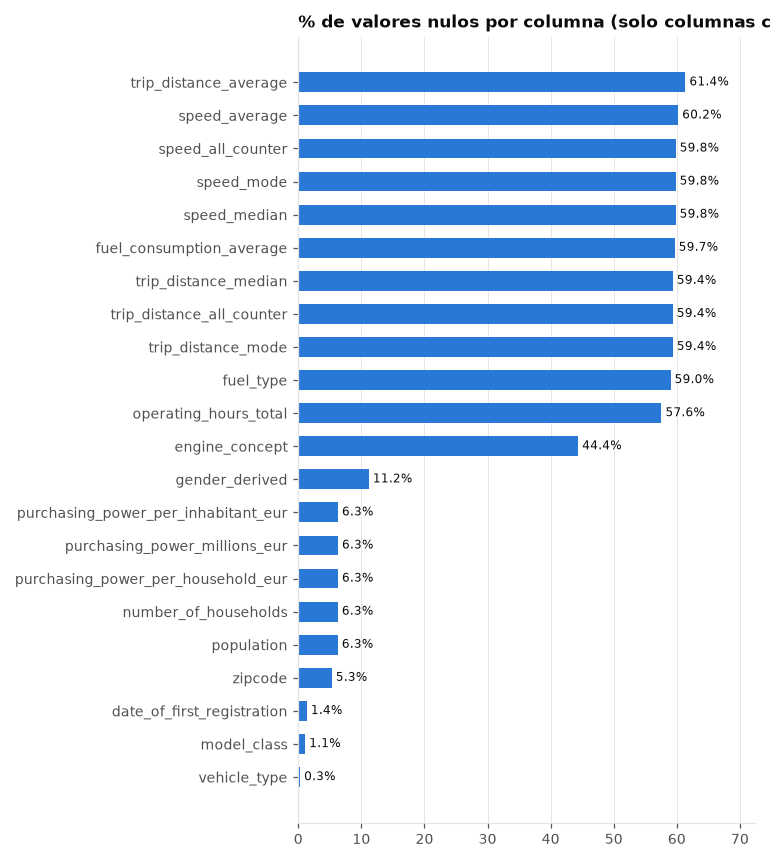 % de valores nulos por columna (solo columnas c
trip_distance_average 61.4%
speed_average 60.2%
speed_all_counter 59.8%
speed_mode 59.8%
speed_median 59.8%
fuel_consumption_average 59.7%
trip_distance_median 59.4%
trip_distance_all_counter 59.4%
trip_distance_mode 59.4%
fuel_type 59.0%
operating_hours_total 57.6%
engine_concept 44.4%
gender_derived 11.2%
purchasing_power_per_inhabitant_eur 6.3%
purchasing_power_millions_eur 6.3%
purchasing_power_per_household_eur 6.3%
number_of_households 6.3%
population 6.3%
zipcode 5.3%
date_of_first_registration 1.4%
model_class 1.1%
vehicle_type 0.3%
0 10 20 30 40 50 60 70